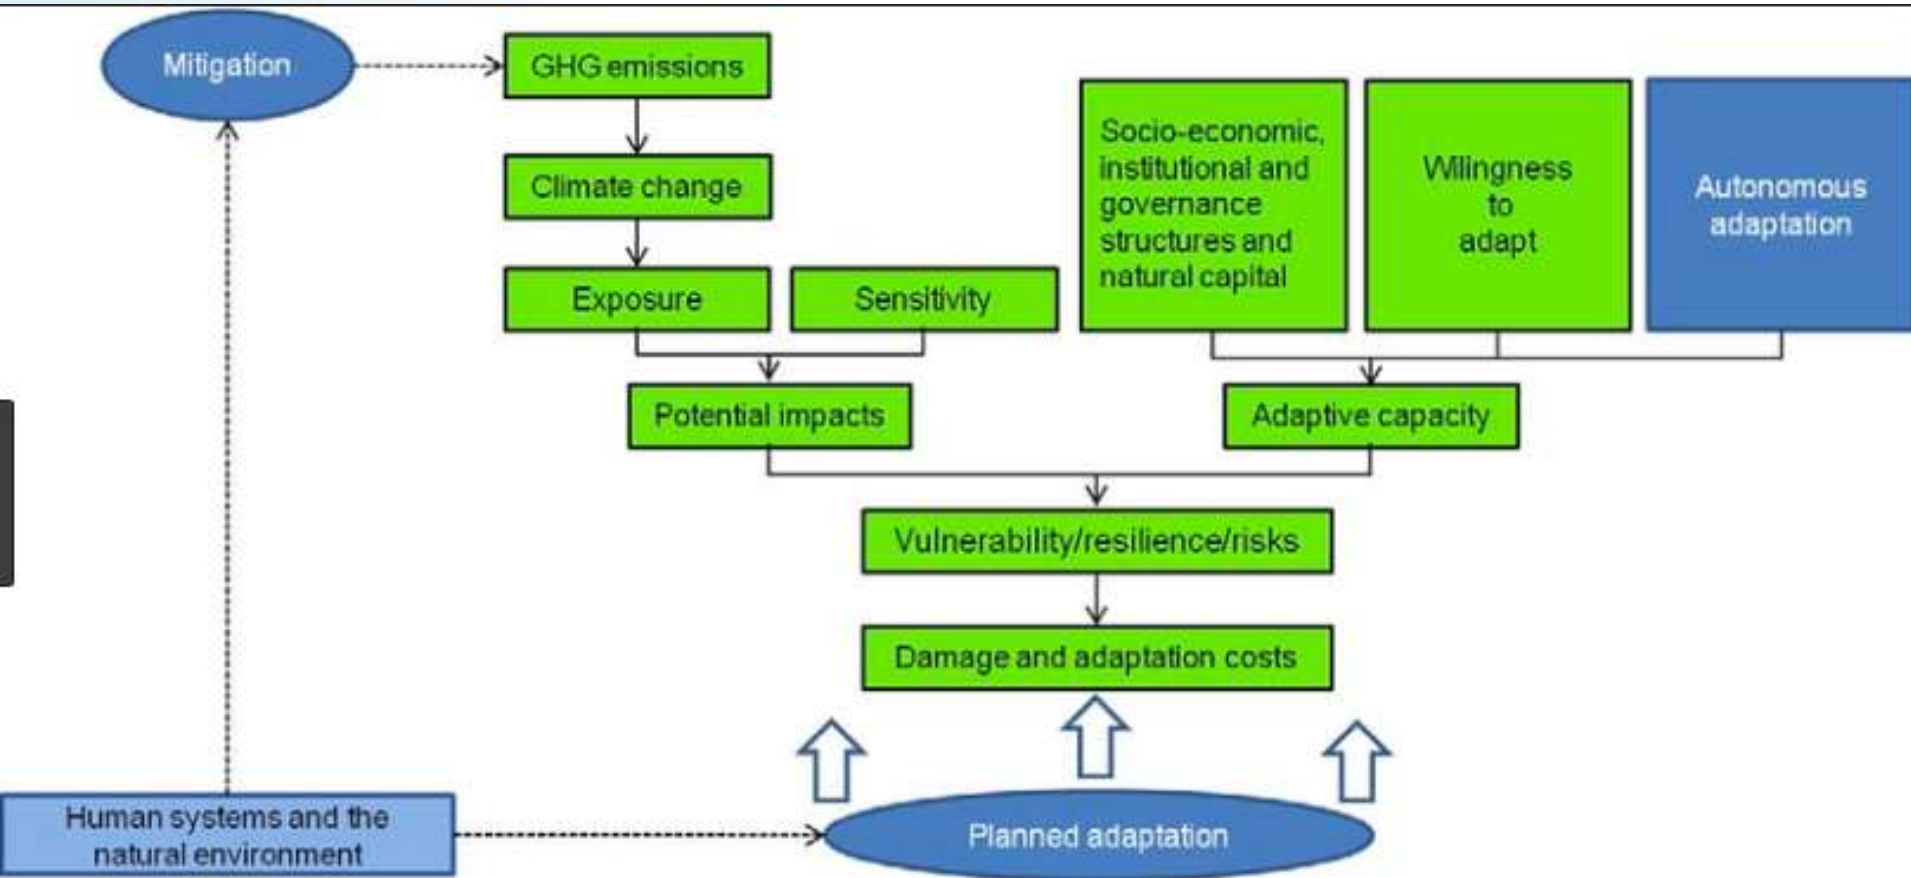 Mitigation
GHG emissions
Climate change
Exposure
Sensitivity
Socio-economic,
institutional and
governance
structures and
natural capital
Willingness
to
adapt
Autonomous
adaptation
Potential impacts
Adaptive capacity
Vulnerability/resilience/risks
Damage and adaptation costs
Human systems and the
natural environment
Planned adaptation